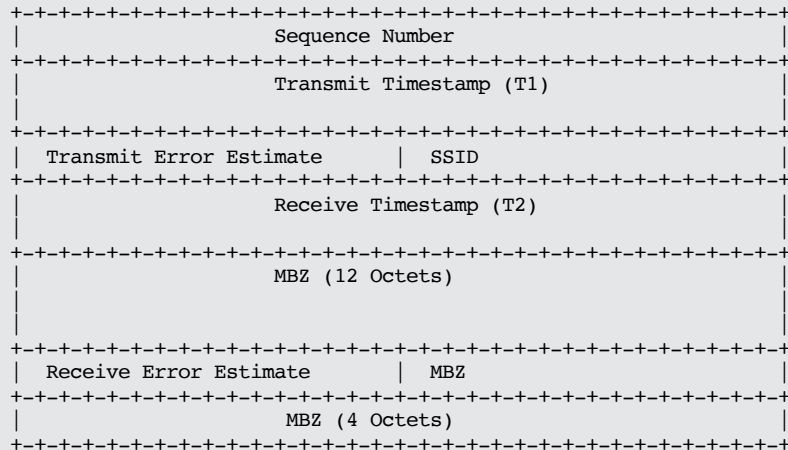 +-+-+-+-+-+-+-+-+-+-+-+-+-+-+-+-+-+-+-+-+-+-+-+-+-+-+-+-+-+-+-+-+
|                     Sequence Number                           |
+-+-+-+-+-+-+-+-+-+-+-+-+-+-+-+-+-+-+-+-+-+-+-+-+-+-+-+-+-+-+-+-+
|                     Transmit Timestamp (T1)                   |
|                                                               |
+-+-+-+-+-+-+-+-+-+-+-+-+-+-+-+-+-+-+-+-+-+-+-+-+-+-+-+-+-+-+-+-+
|  Transmit Error Estimate      |  SSID                         |
+-+-+-+-+-+-+-+-+-+-+-+-+-+-+-+-+-+-+-+-+-+-+-+-+-+-+-+-+-+-+-+-+
|                     Receive Timestamp (T2)                    |
|                                                               |
+-+-+-+-+-+-+-+-+-+-+-+-+-+-+-+-+-+-+-+-+-+-+-+-+-+-+-+-+-+-+-+-+
|                     MBZ (12 Octets)                           |
|                                                               |
|                                                               |
+-+-+-+-+-+-+-+-+-+-+-+-+-+-+-+-+-+-+-+-+-+-+-+-+-+-+-+-+-+-+-+-+
|  Receive Error Estimate       |  MBZ                          |
+-+-+-+-+-+-+-+-+-+-+-+-+-+-+-+-+-+-+-+-+-+-+-+-+-+-+-+-+-+-+-+-+
|                      MBZ (4 Octets)                           |
+-+-+-+-+-+-+-+-+-+-+-+-+-+-+-+-+-+-+-+-+-+-+-+-+-+-+-+-+-+-+-+-+